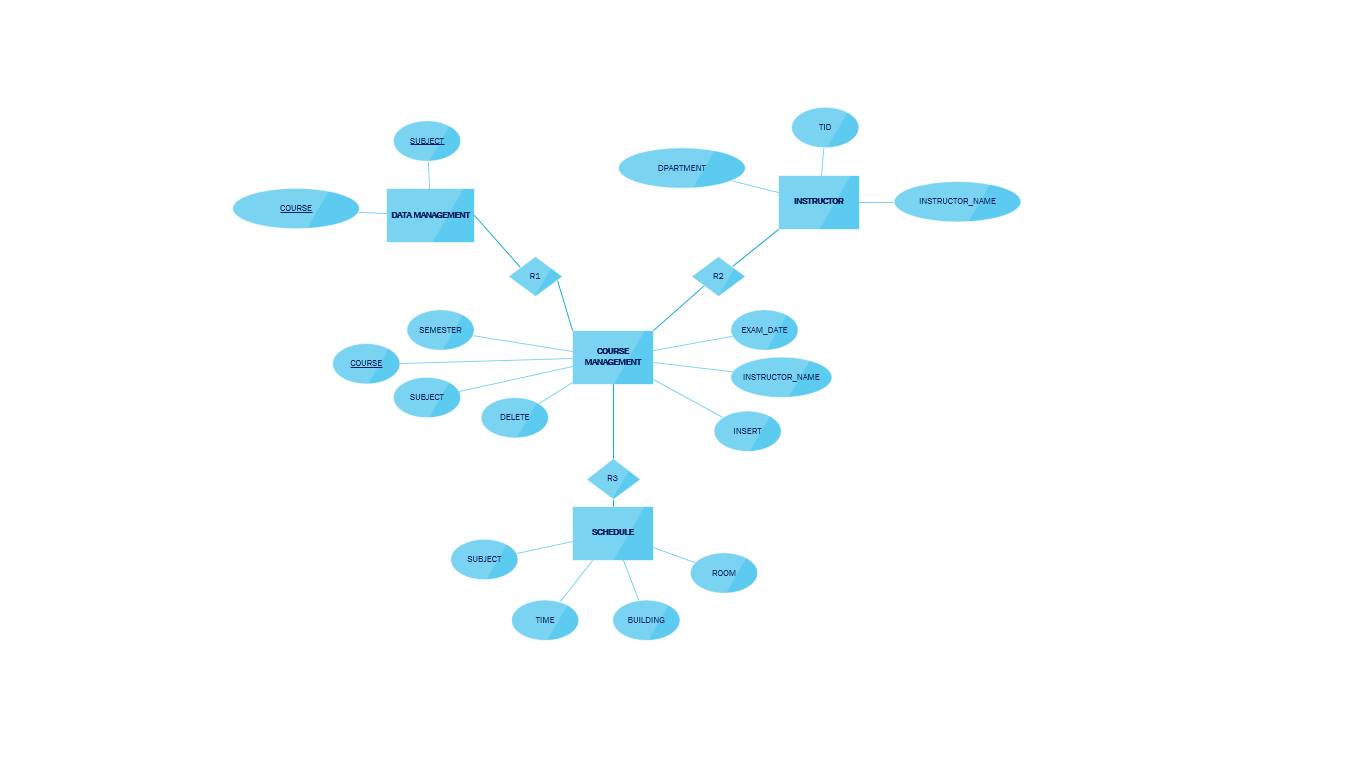 TID
SUBJECT
DPARTMENT
INSTRUCTOR
INSTRUCTOR_NAME
COURSE
DATA MANAGEMENT
R1
R2
SEMESTER
EXAM_DATE
COURSE
MANAGEMENT
COURSE
INSTRUCTOR_NAME
SUBJECT
DELETE
INSERT
R3
SCHEDULE
SUBJECT
ROOM
TIME
BUILDING